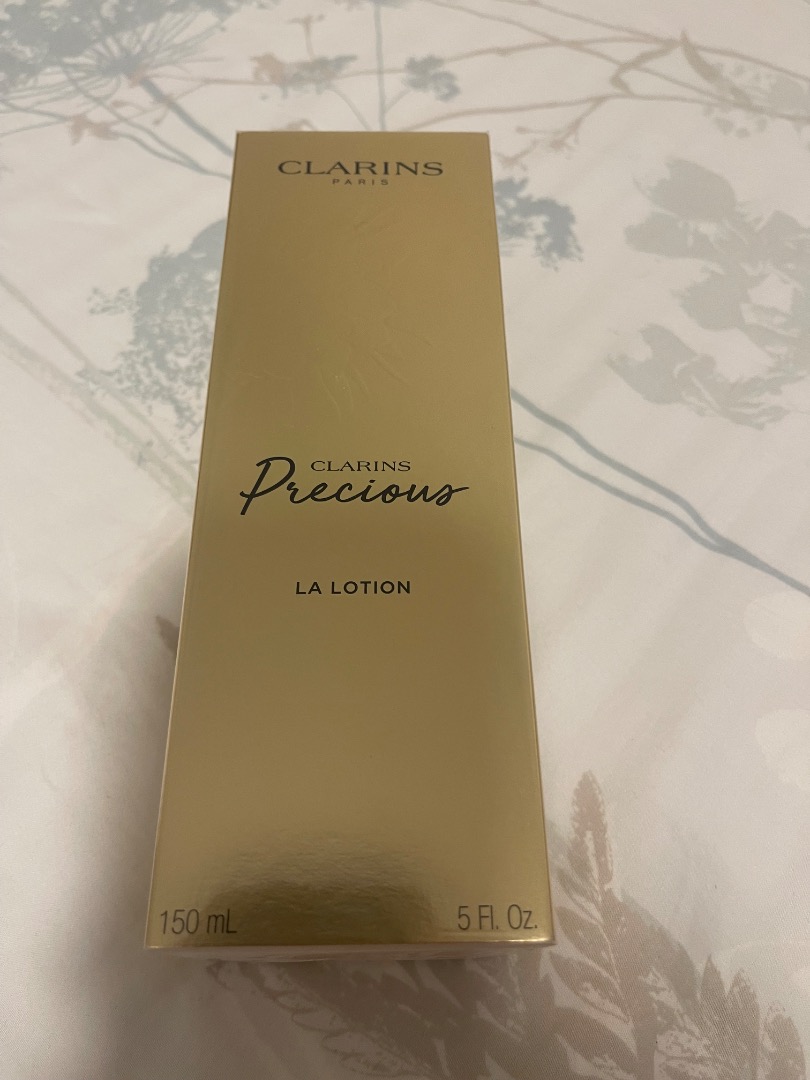 CLARINS
PARIS
CLARINS
Precious
LA LOTION
150 mL 5 Fl. Oz.